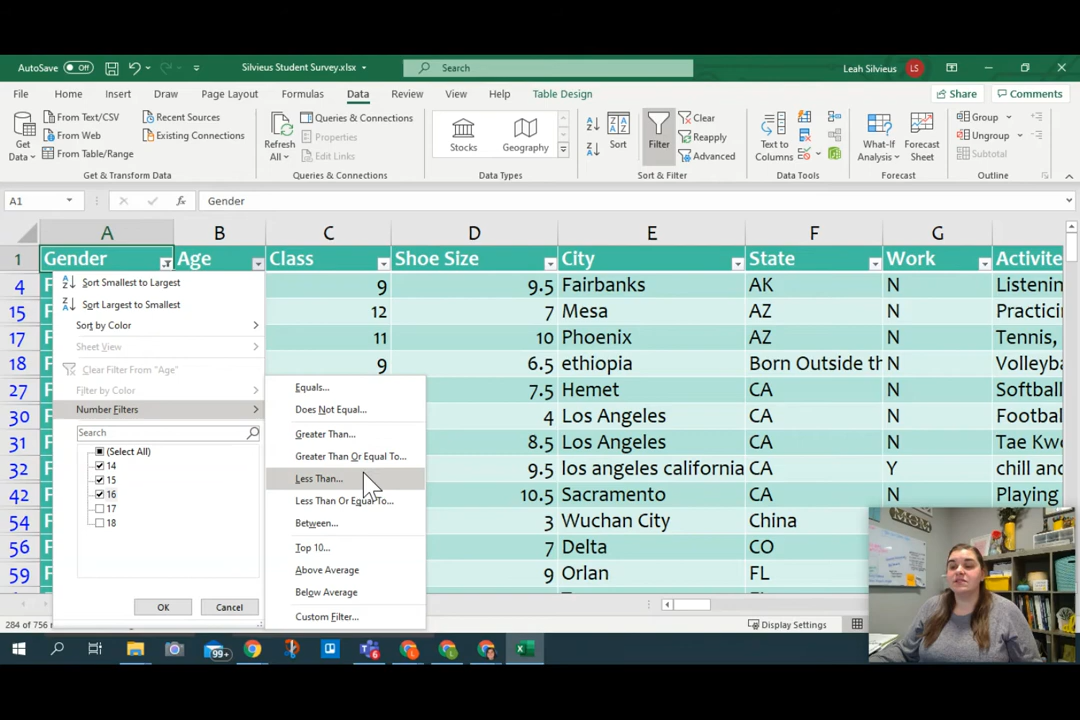 AutoSave Off Silvieus Student Survey.xlsx Search Leah Silvieus LS
File Home Insert Draw Page Layout Formulas Data Review View Help Table Design Share Comments
Get Data
From Text/CSV
From Web
From Table/Range
Recent Sources
Existing Connections
Get & Transform Data
Refresh All
Queries & Connections
Properties
Edit Links
Queries & Connections
Stocks
Geography
Data Types
Sort
Filter
Clear
Reapply
Advanced
Sort & Filter
Text to Columns
Data Tools
What-If Analysis
Forecast Sheet
Forecast
Group
Ungroup
Subtotal
Outline
A1 fx Gender
A B C D E F G
1 Gender Age Class Shoe Size City State Work Activite
4 F 9 9.5 Fairbanks AK N Listenin
15 F 12 7 Mesa AZ N Practicin
17 F 11 10 Phoenix AZ N Tennis,
18 F 9 6.5 ethiopia Born Outside th N Volleyba
27 F 7.5 Hemet CA N Softball
30 F 4 Los Angeles CA N Footbal
31 F 8.5 Los Angeles CA N Tae Kwo
32 F 9.5 los angeles california CA Y chill and
42 F 10.5 Sacramento CA N Playing
54 F 3 Wuchan City China
56 F 7 Delta CO
59 F 9 Orlan FL
Sort Smallest to Largest
Sort Largest to Smallest
Sort by Color
Sheet View
Clear Filter From "Age"
Filter by Color
Number Filters
Search
(Select All)
14
15
16
17
18
OK Cancel
Equals...
Does Not Equal...
Greater Than...
Greater Than Or Equal To...
Less Than...
Less Than Or Equal To...
Between...
Top 10...
Above Average
Below Average
Custom Filter...
284 of 756 Display Settings
99+ 6
MOM